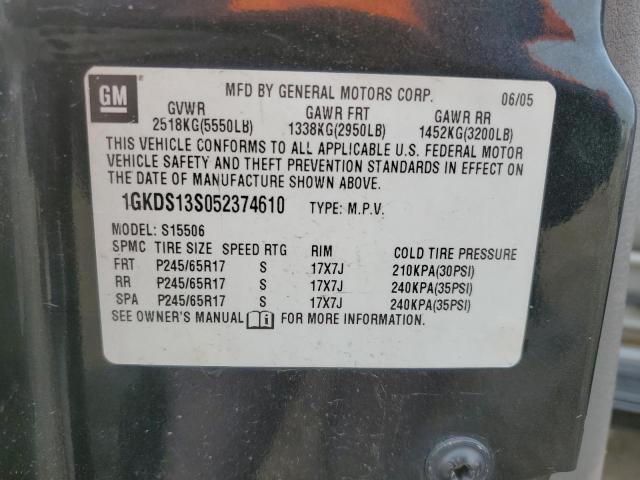 GM
MFD BY GENERAL MOTORS CORP. 06/05
GVWR GAWR FRT GAWR RR
2518KG(5550LB) 1338KG(2950LB) 1452KG(3200LB)
THIS VEHICLE CONFORMS TO ALL APPLICABLE U.S. FEDERAL MOTOR
VEHICLE SAFETY AND THEFT PREVENTION STANDARDS IN EFFECT ON
THE DATE OF MANUFACTURE SHOWN ABOVE.
1GKDS13S052374610 TYPE: M.P.V.
MODEL: S15506
SPMC TIRE SIZE SPEED RTG RIM COLD TIRE PRESSURE
FRT P245/65R17 S 17X7J 210KPA(30PSI)
RR P245/65R17 S 17X7J 240KPA(35PSI)
SPA P245/65R17 S 17X7J 240KPA(35PSI)
SEE OWNER'S MANUAL FOR MORE INFORMATION.